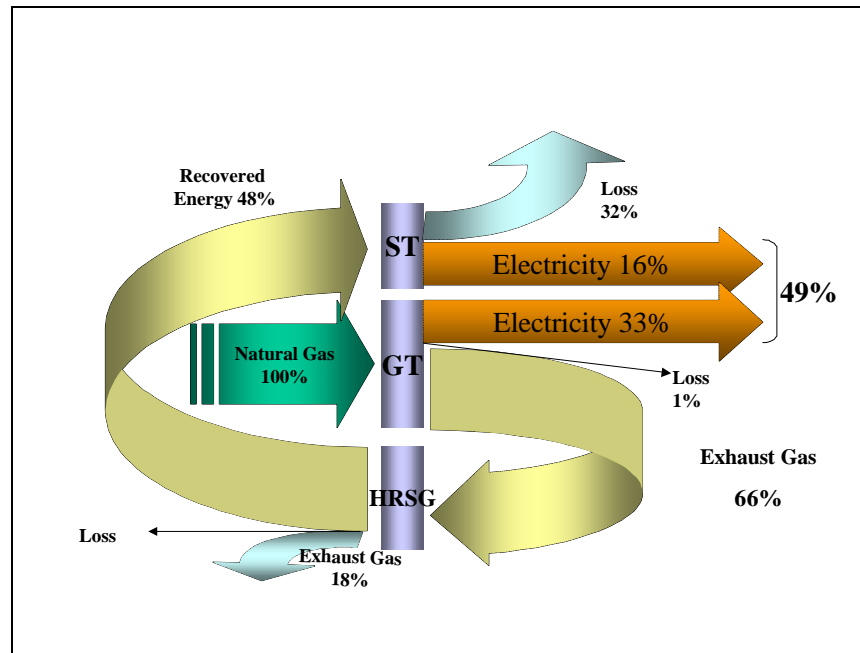 Recovered
Energy 48%
Loss
32%
ST
Electricity 16%
49%
Electricity 33%
Natural Gas
100%
GT
Loss
1%
Exhaust Gas
66%
HRSG
Loss
Exhaust Gas
18%